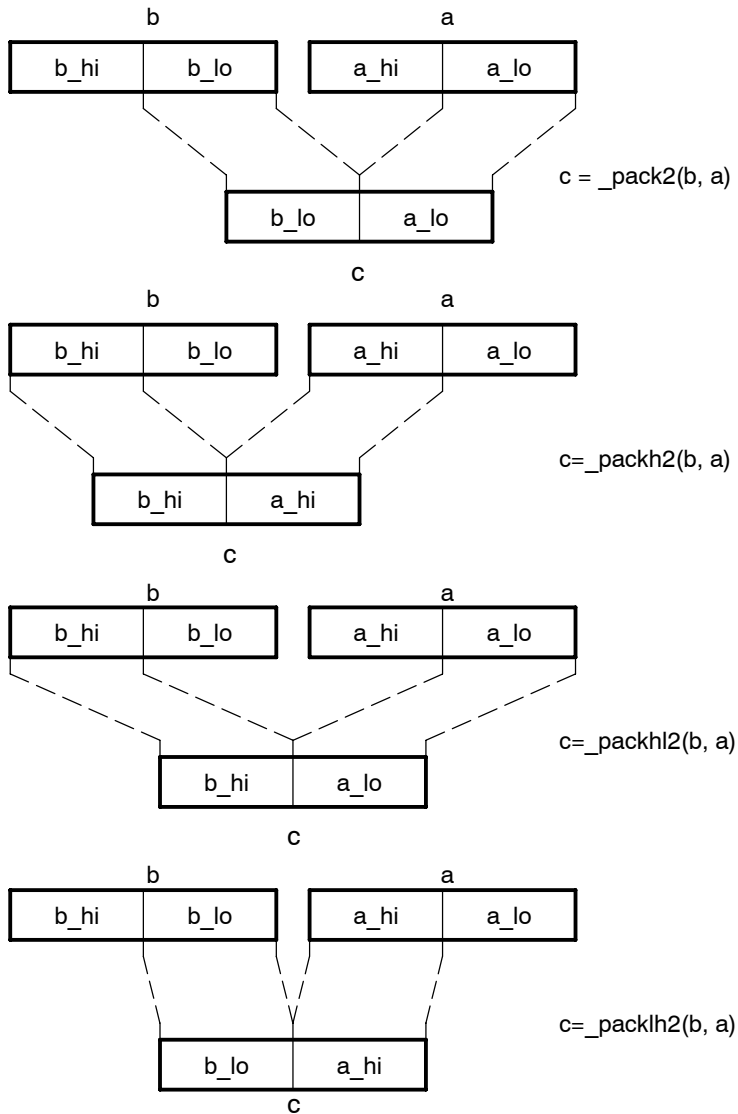 b a
b_hi b_lo a_hi a_lo
c = _pack2(b, a)
b_lo a_lo
c
b a
b_hi b_lo a_hi a_lo
c=_packh2(b, a)
b_hi a_hi
c
b a
b_hi b_lo a_hi a_lo
c=_packhl2(b, a)
b_hi a_lo
c
b a
b_hi b_lo a_hi a_lo
c=_packlh2(b, a)
b_lo a_hi
c